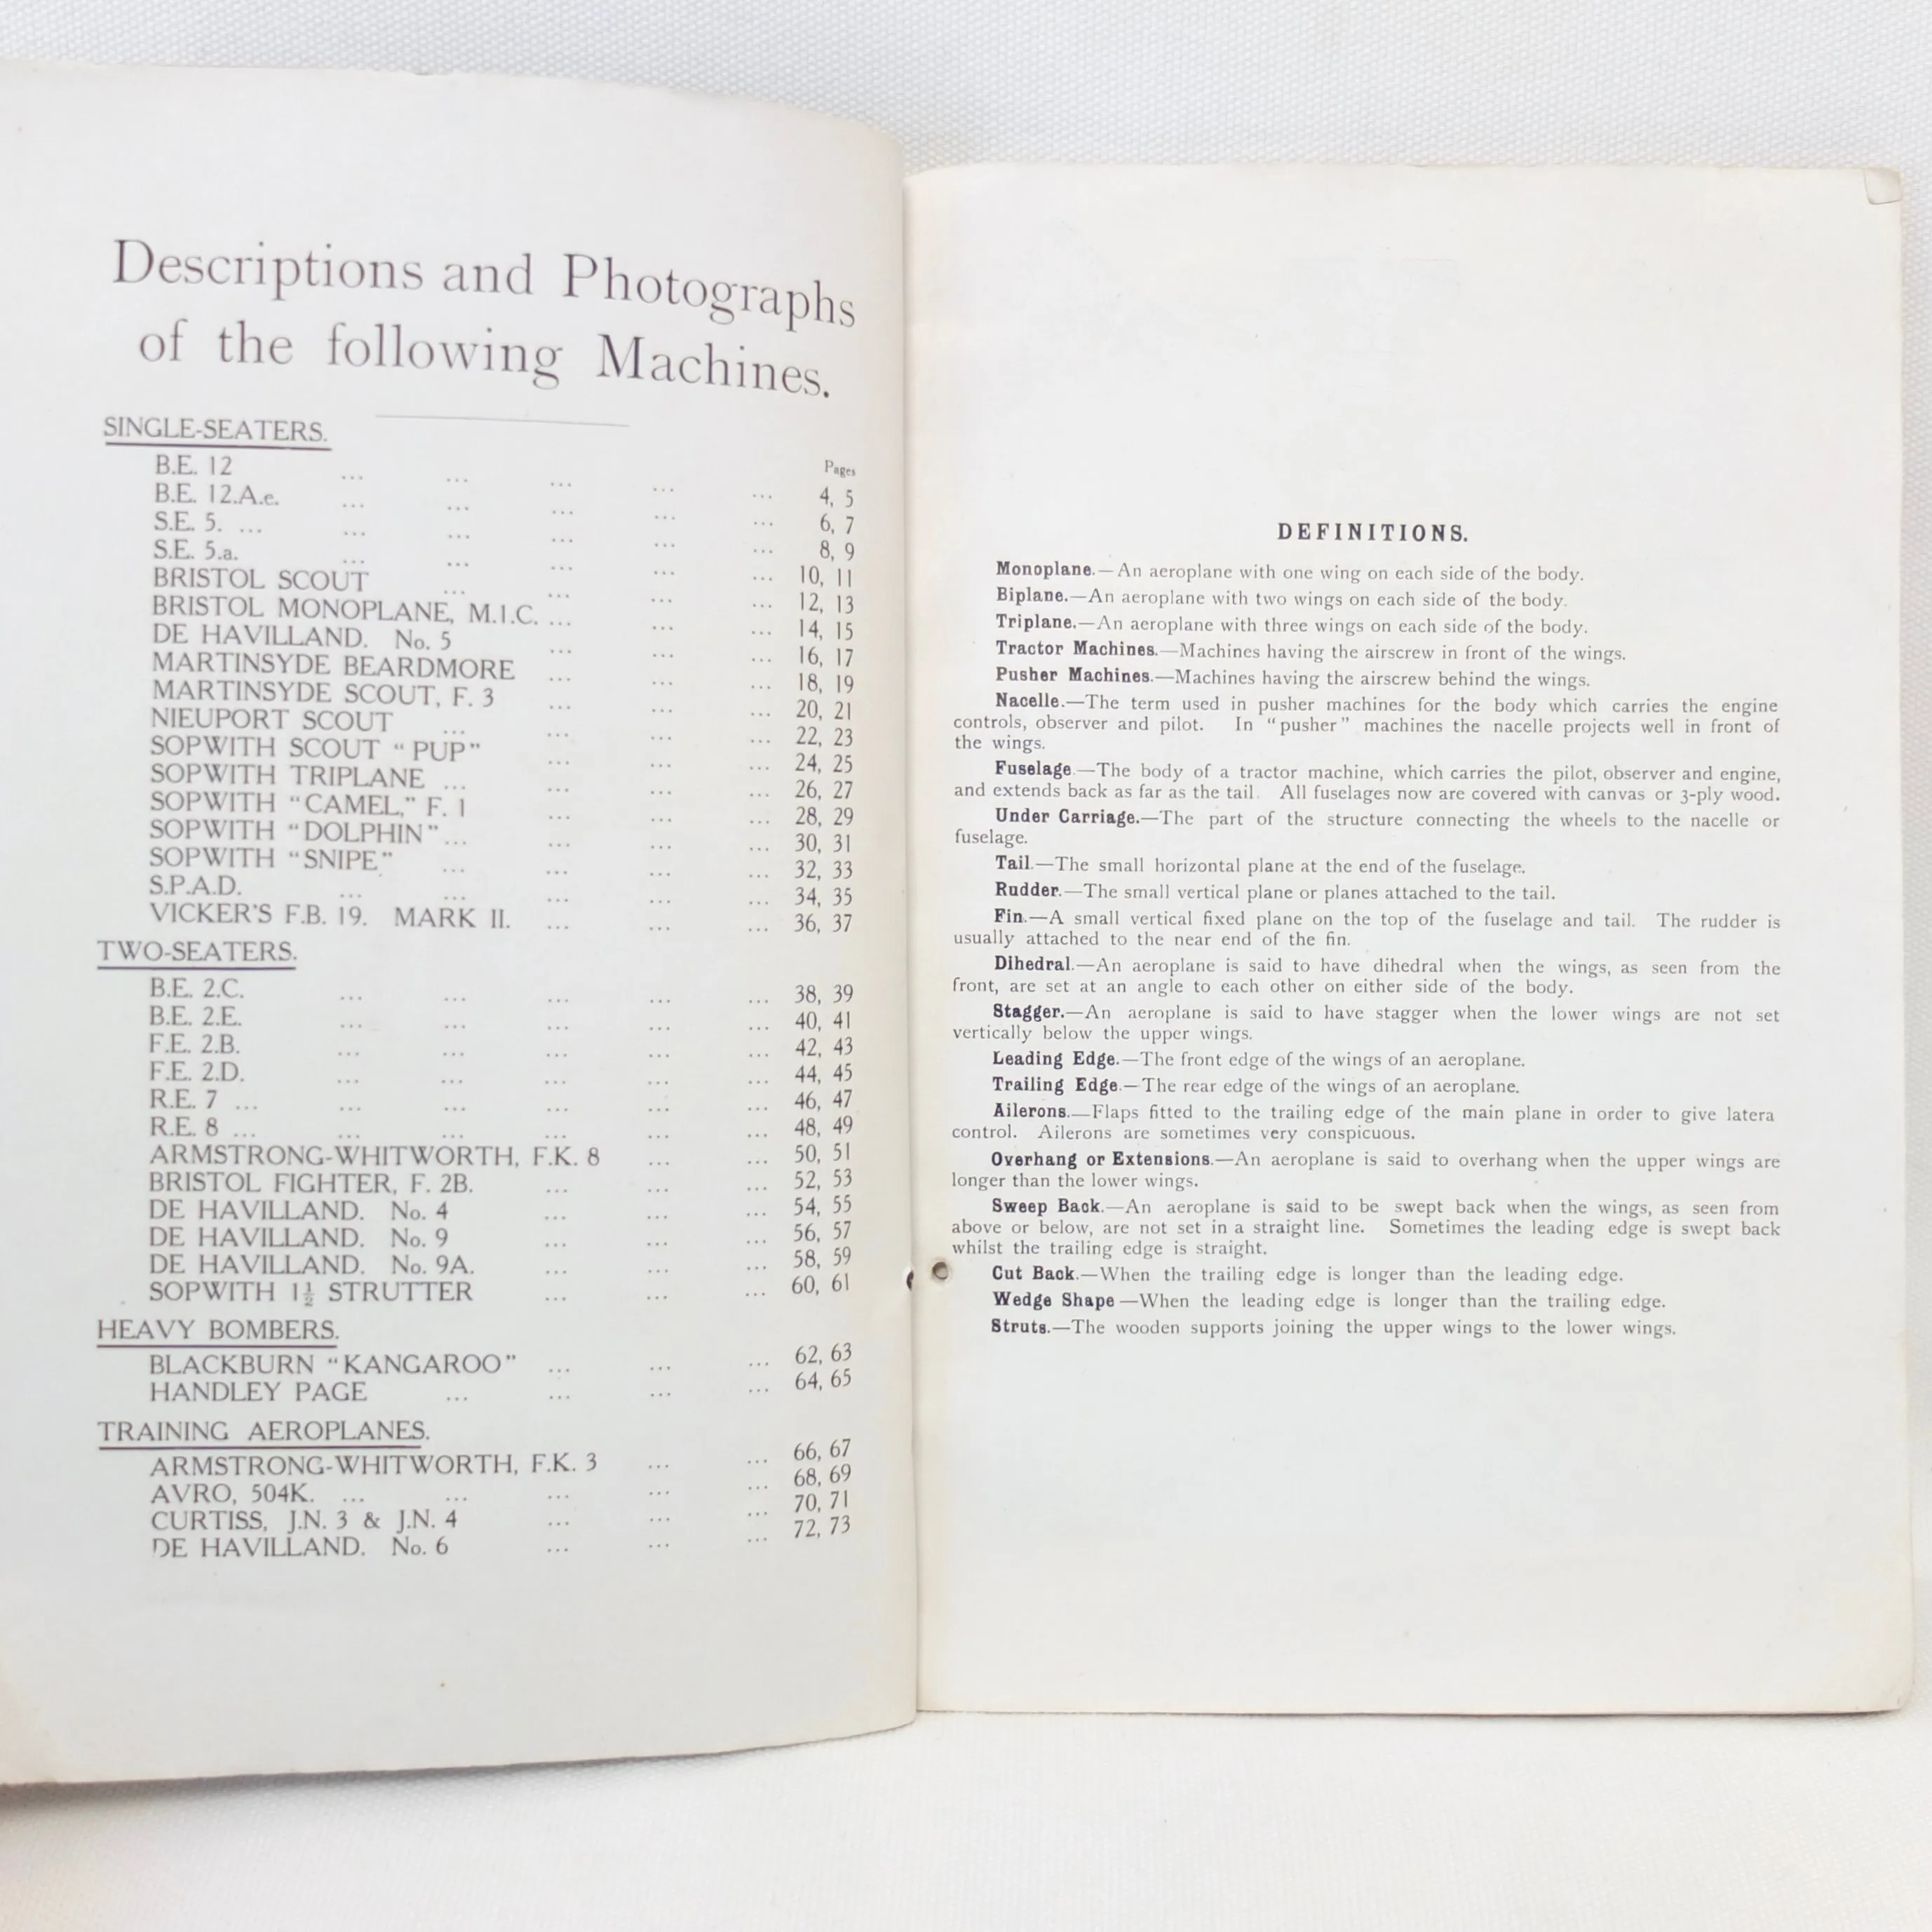 Descriptions and Photographs
of the following Machines.
SINGLE-SEATERS.
Pages
B.E. 12 ... ... ... ... ... 4, 5
B.E. 12.A.e. ... ... ... ... ... 6, 7
S.E. 5. ... ... ... ... ... ... 8, 9
S.E. 5.a. ... ... ... ... ... 10, 11
BRISTOL SCOUT ... ... ... ... 12, 13
BRISTOL MONOPLANE, M.I.C. ... ... ... 14, 15
DE HAVILLAND. No. 5 ... ... ... 16, 17
MARTINSYDE BEARDMORE ... ... ... 18, 19
MARTINSYDE SCOUT, F. 3 ... ... ... 20, 21
NIEUPORT SCOUT ... ... ... ... 22, 23
SOPWITH SCOUT "PUP" ... ... ... 24, 25
SOPWITH TRIPLANE ... ... ... ... 26, 27
SOPWITH "CAMEL," F. 1 ... ... ... 28, 29
SOPWITH "DOLPHIN" ... ... ... ... 30, 31
SOPWITH "SNIPE" ... ... ... ... 32, 33
S.P.A.D. ... ... ... ... ... 34, 35
VICKER'S F.B. 19. MARK II. ... ... ... 36, 37
TWO-SEATERS.
B.E. 2.C. ... ... ... ... ... 38, 39
B.E. 2.E. ... ... ... ... ... 40, 41
F.E. 2.B. ... ... ... ... ... 42, 43
F.E. 2.D. ... ... ... ... ... 44, 45
R.E. 7 ... ... ... ... ... ... 46, 47
R.E. 8 ... ... ... ... ... ... 48, 49
ARMSTRONG-WHITWORTH, F.K. 8 ... ... 50, 51
BRISTOL FIGHTER, F. 2B. ... ... ... 52, 53
DE HAVILLAND. No. 4 ... ... ... 54, 55
DE HAVILLAND. No. 9 ... ... ... 56, 57
DE HAVILLAND. No. 9A. ... ... ... 58, 59
SOPWITH 1½ STRUTTER ... ... ... 60, 61
HEAVY BOMBERS.
BLACKBURN "KANGAROO" ... ... ... 62, 63
HANDLEY PAGE ... ... ... ... 64, 65
TRAINING AEROPLANES.
ARMSTRONG-WHITWORTH, F.K. 3 ... ... 66, 67
AVRO, 504K. ... ... ... ... ... 68, 69
CURTISS, J.N. 3 & J.N. 4 ... ... ... 70, 71
DE HAVILLAND. No. 6 ... ... ... 72, 73
DEFINITIONS.
Monoplane.—An aeroplane with one wing on each side of the body.
Biplane.—An aeroplane with two wings on each side of the body.
Triplane.—An aeroplane with three wings on each side of the body.
Tractor Machines.—Machines having the airscrew in front of the wings.
Pusher Machines.—Machines having the airscrew behind the wings.
Nacelle.—The term used in pusher machines for the body which carries the engine
controls, observer and pilot. In "pusher" machines the nacelle projects well in front of
the wings.
Fuselage.—The body of a tractor machine, which carries the pilot, observer and engine,
and extends back as far as the tail. All fuselages now are covered with canvas or 3-ply wood.
Under Carriage.—The part of the structure connecting the wheels to the nacelle or
fuselage.
Tail.—The small horizontal plane at the end of the fuselage.
Rudder.—The small vertical plane or planes attached to the tail.
Fin.—A small vertical fixed plane on the top of the fuselage and tail. The rudder is
usually attached to the near end of the fin.
Dihedral.—An aeroplane is said to have dihedral when the wings, as seen from the
front, are set at an angle to each other on either side of the body.
Stagger.—An aeroplane is said to have stagger when the lower wings are not set
vertically below the upper wings.
Leading Edge.—The front edge of the wings of an aeroplane.
Trailing Edge.—The rear edge of the wings of an aeroplane.
Ailerons.—Flaps fitted to the trailing edge of the main plane in order to give latera
control. Ailerons are sometimes very conspicuous.
Overhang or Extensions.—An aeroplane is said to overhang when the upper wings are
longer than the lower wings.
Sweep Back.—An aeroplane is said to be swept back when the wings, as seen from
above or below, are not set in a straight line. Sometimes the leading edge is swept back
whilst the trailing edge is straight.
Cut Back.—When the trailing edge is longer than the leading edge.
Wedge Shape—When the leading edge is longer than the trailing edge.
Struts.—The wooden supports joining the upper wings to the lower wings.